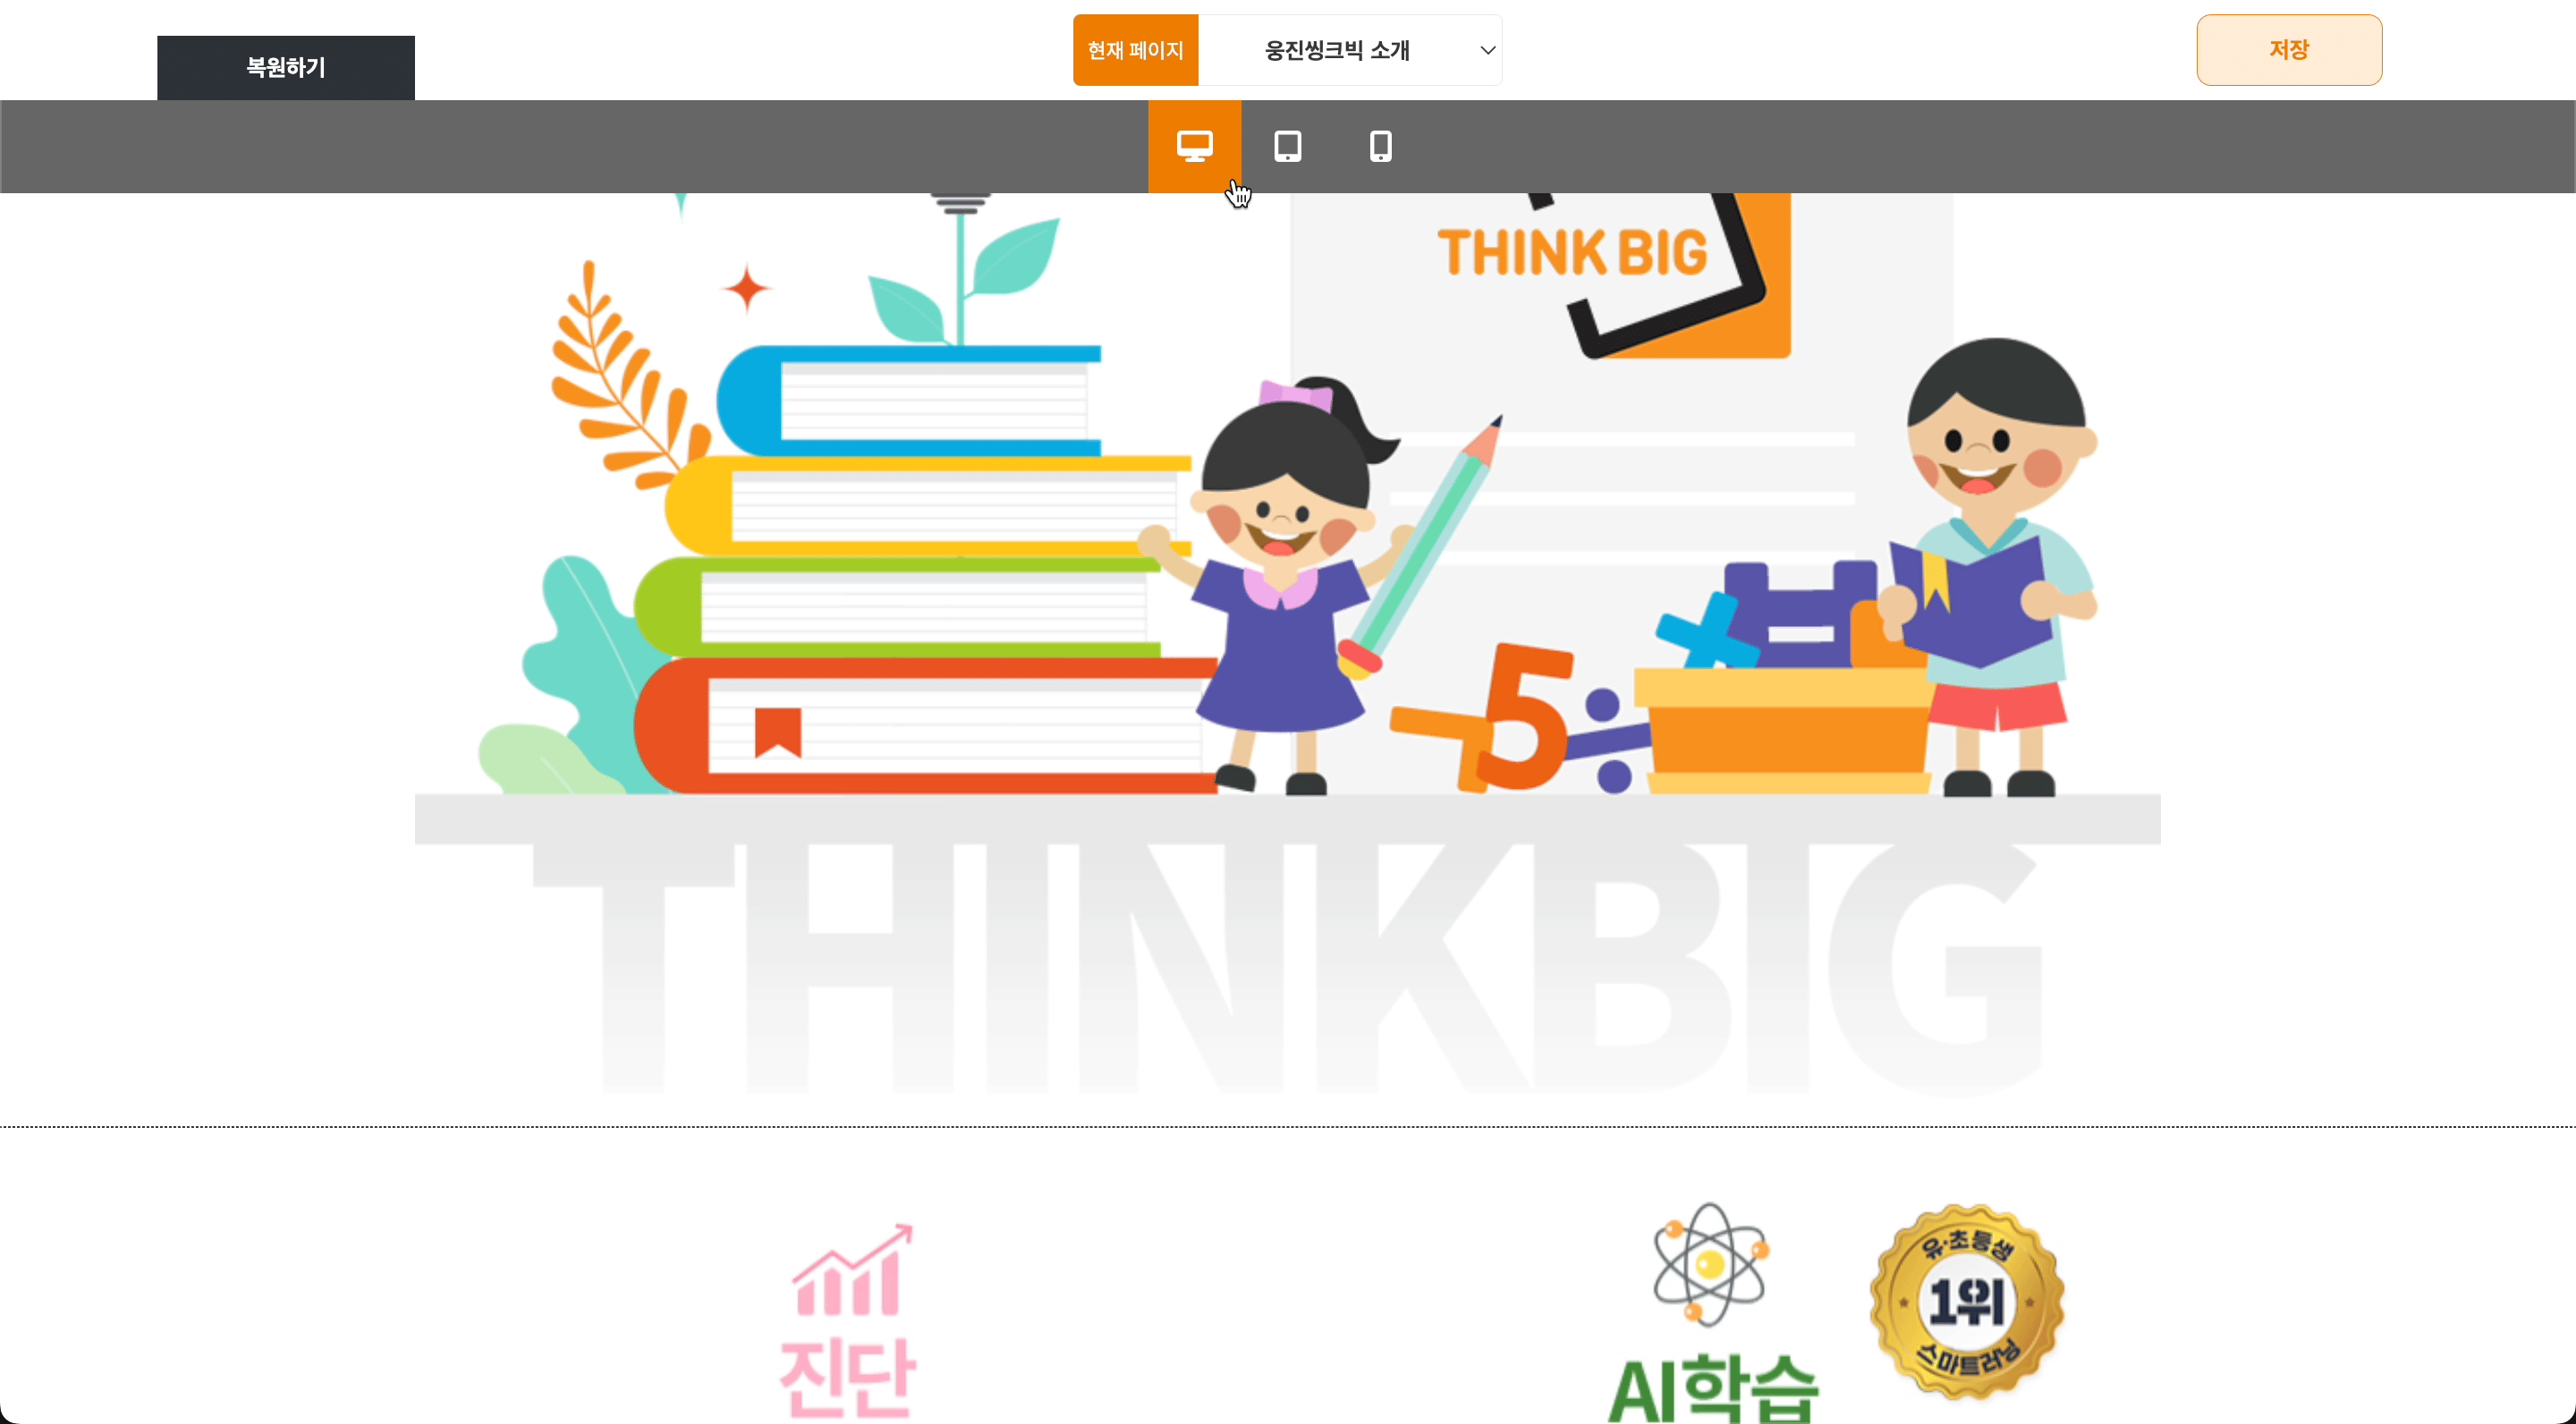 복원하기
현재 페이지
웅진씽크빅 소개
저장
THINK BIG
5
THINKBIG
진단
AI학습
유·초등생
1위
스마트러닝